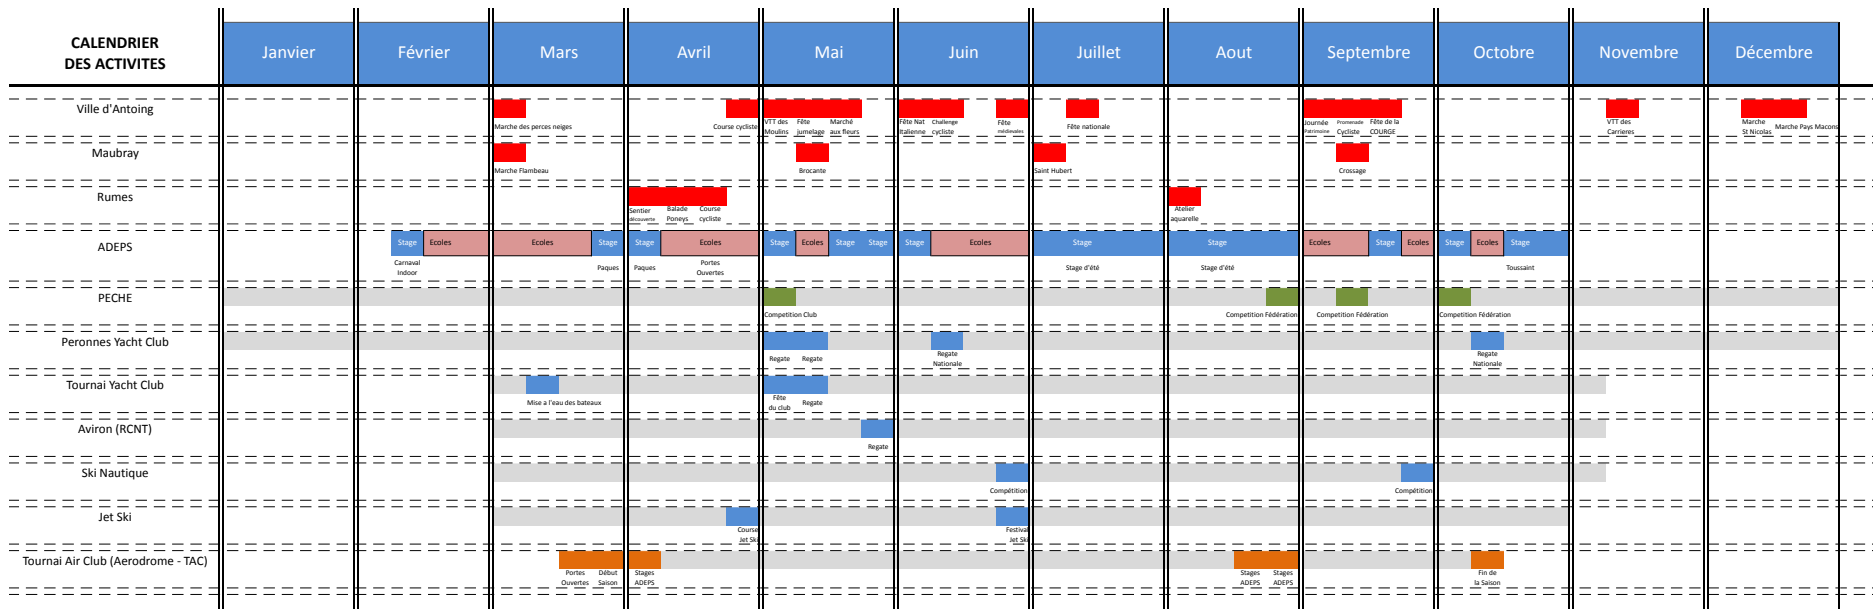 CALENDRIER
DES ACTIVITES
Janvier Février Mars Avril Mai Juin Juillet Aout Septembre Octobre Novembre Décembre
Ville d'Antoing
Marche des perces neiges Course cycliste VTT des Fête Marché Fête Nat Challenge Fête Fête nationale Journée Promenade Fête de la VTT des Marche Marche Pays Macons
Moulins jumelage aux fleurs Italienne cycliste médievales Patrimoine Cycliste COURGE Carrieres St Nicolas
Maubray
Marche Flambeau Brocante Saint Hubert Crossage
Rumes
Sentier Balade Course Atelier
découverte Poneys cycliste aquarelle
ADEPS Stage Ecoles Ecoles Stage Stage Ecoles Stage Ecoles Stage Stage Stage Ecoles Stage Stage Ecoles Stage Ecoles Stage Ecoles Stage
Carnaval Paques Paques Portes Stage d'été Stage d'été Toussaint
Indoor Ouvertes
PECHE
Competition Club Competition Fédération Competition Fédération Competition Fédération
Peronnes Yacht Club
Regate Regate Regate Regate
Nationale Nationale
Tournai Yacht Club
Mise a l'eau des bateaux Fête Regate
du club
Aviron (RCNT)
Regate
Ski Nautique
Compétition Compétition
Jet Ski
Course Festival
Jet Ski Jet Ski
Tournai Air Club (Aerodrome - TAC)
Portes Début Stages Stages Stages Fin de
Ouvertes Saison ADEPS ADEPS ADEPS la Saison